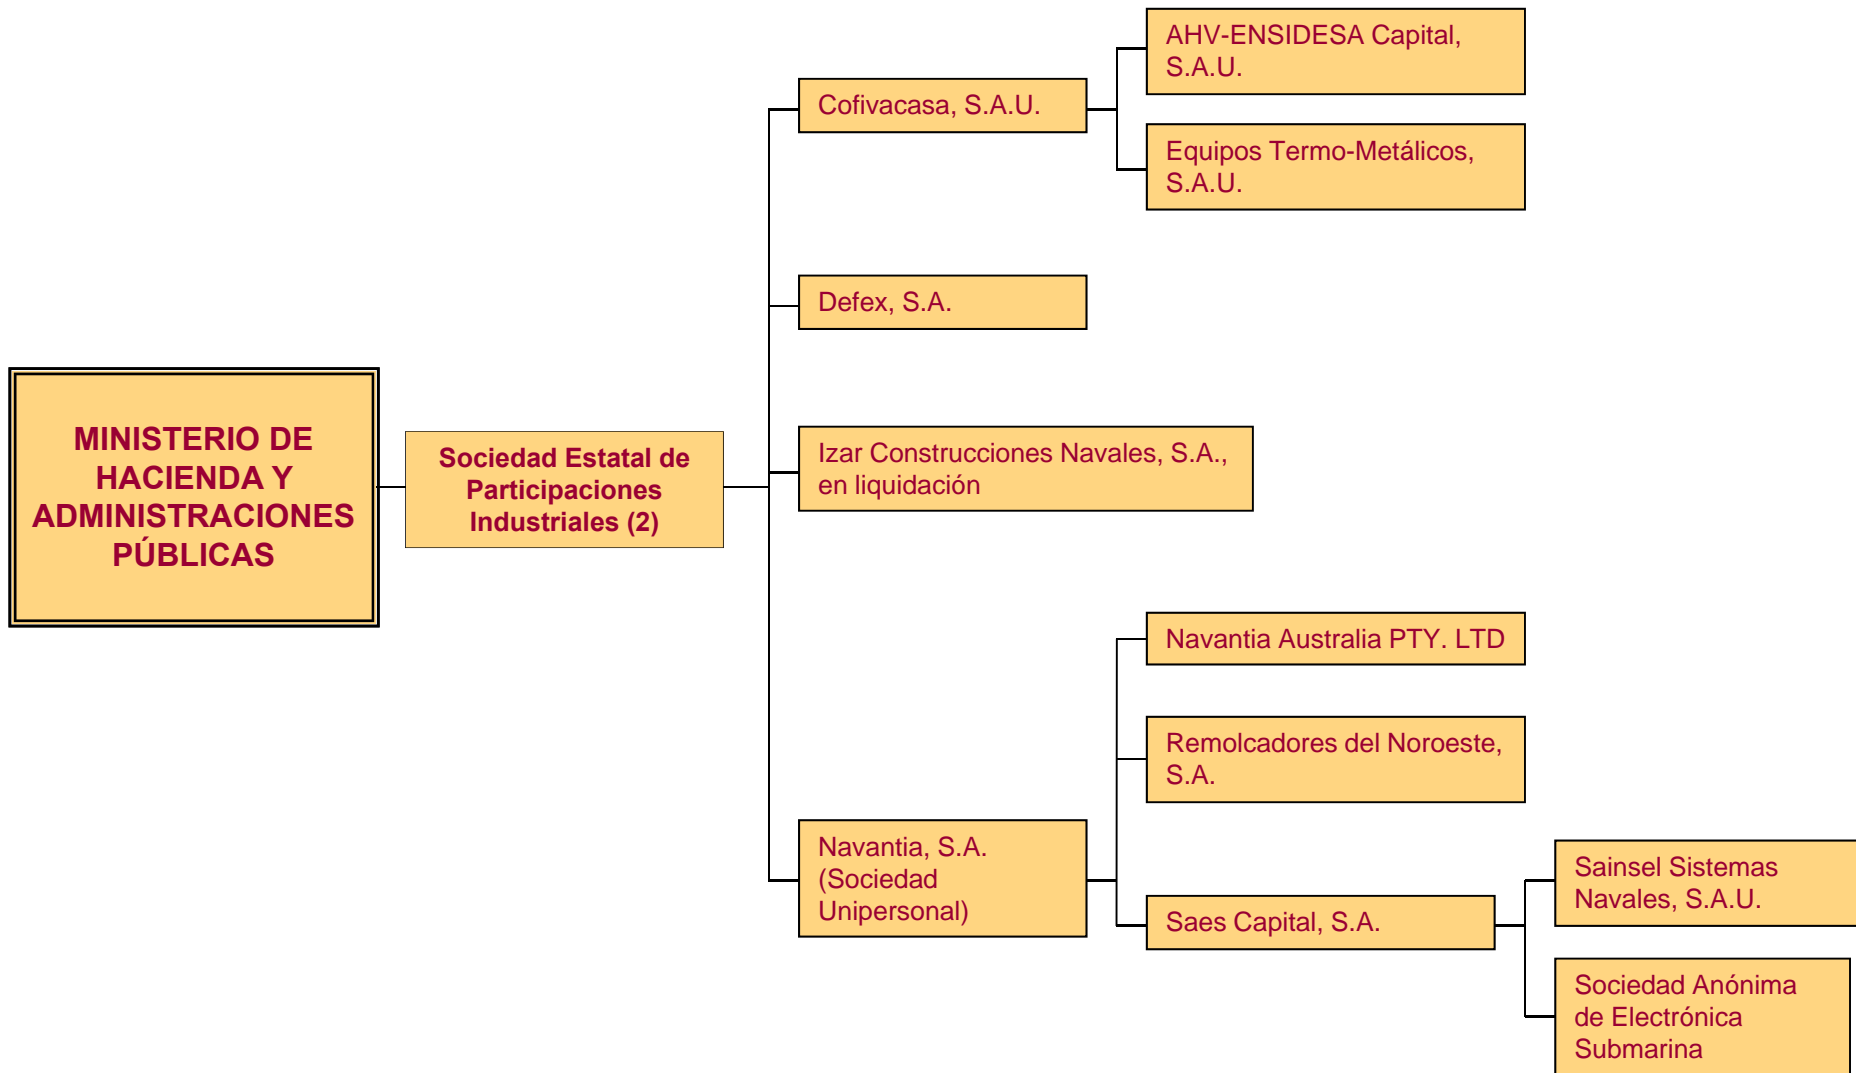 MINISTERIO DE
HACIENDA Y
ADMINISTRACIONES
PÚBLICAS
Sociedad Estatal de
Participaciones
Industriales (2)
Cofivacasa, S.A.U.
AHV-ENSIDESA Capital,
S.A.U.
Equipos Termo-Metálicos,
S.A.U.
Defex, S.A.
Izar Construcciones Navales, S.A.,
en liquidación
Navantia, S.A.
(Sociedad
Unipersonal)
Navantia Australia PTY. LTD
Remolcadores del Noroeste,
S.A.
Saes Capital, S.A.
Sainsel Sistemas
Navales, S.A.U.
Sociedad Anónima
de Electrónica
Submarina